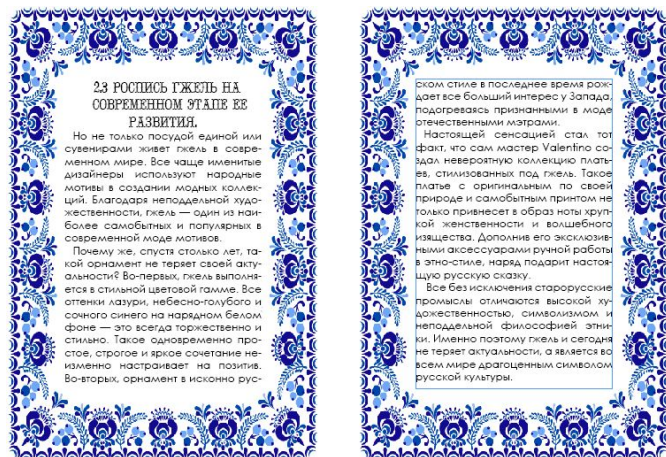 2.3 РОСПИСЬ ГЖЕЛЬ НА
СОВРЕМЕННОМ ЭТАПЕ ЕЕ
РАЗВИТИЯ.
Но не только посудой единой или
сувенирами живет гжель в совре-
менном мире. Все чаще именитые
дизайнеры используют народные
мотивы в создании модных коллек-
ций. Благодаря неподдельной худо-
жественности, гжель — один из наи-
более самобытных и популярных в
современной моде мотивов.
Почему же, спустя столько лет, та-
кой орнамент не теряет своей акту-
альности? Во-первых, гжель выполня-
ется в стильной цветовой гамме. Все
оттенки лазури, небесно-голубого и
сочного синего на нарядном белом
фоне — это всегда торжественно и
стильно. Такое одновременно про-
стое, строгое и яркое сочетание не-
изменно настраивает на позитив.
Во-вторых, орнамент в исконно рус-
ском стиле в последнее время рож-
дает все больший интерес у Запада,
подогреваясь признанными в моде
отечественными мэтрами.
Настоящей сенсацией стал тот
факт, что сам мастер Valentino со-
здал невероятную коллекцию плать-
ев, стилизованных под гжель. Такое
платье с оригинальным по своей
природе и самобытным принтом не
только привнесет в образ ноты хруп-
кой женственности и волшебного
изящества. Дополнив его эксклюзив-
ными аксессуарами ручной работы
в этно-стиле, наряд подарит настоя-
щую русскую сказку.
Все без исключения старорусские
промыслы отличаются высокой ху-
дожественностью, символизмом и
неподдельной философией этни-
ки. Именно поэтому гжель и сегодня
не теряет актуальности, а является во
всем мире драгоценным символом
русской культуры.